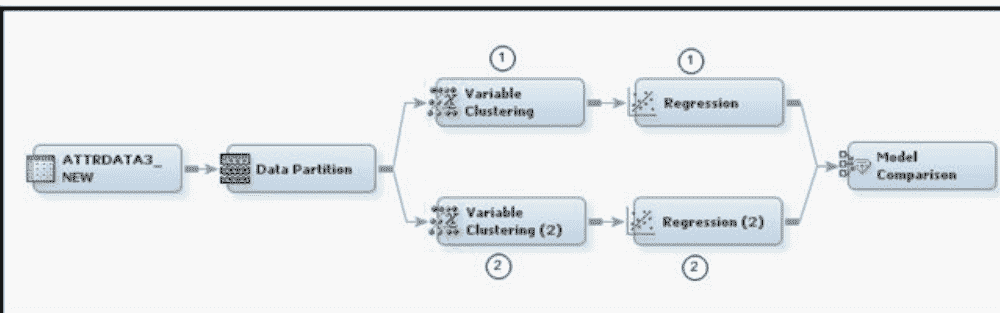 1
1
Variable
Clustering
Regression
ATTRDATA3_
NEW
Data Partition
Model
Comparison
Variable
Clustering (2)
Regression (2)
2
2